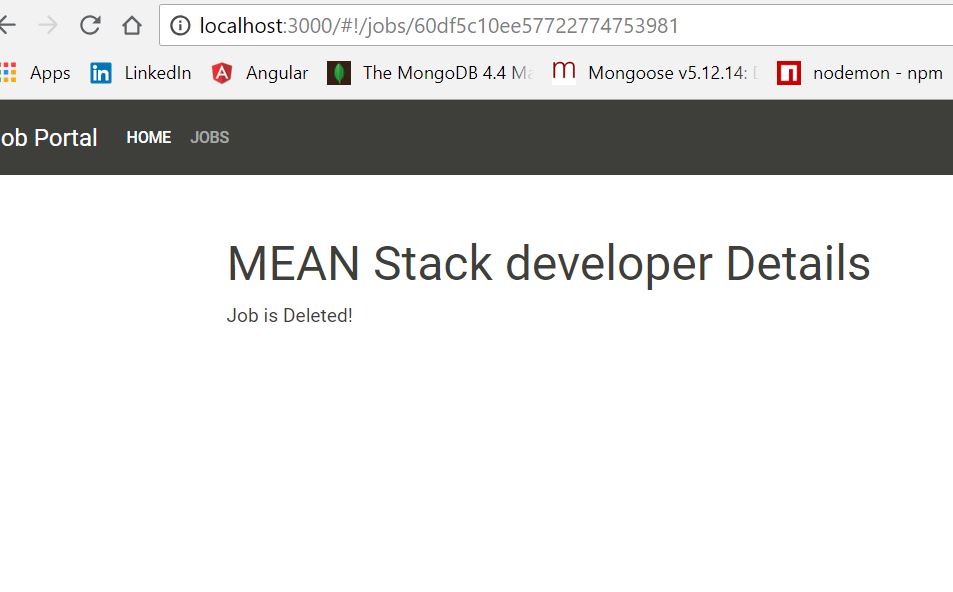 localhost:3000/#!/jobs/60df5c10ee57722774753981
Apps LinkedIn Angular The MongoDB 4.4 Ma m Mongoose v5.12.14: nodemon - npm
ob Portal HOME JOBS
MEAN Stack developer Details
Job is Deleted!